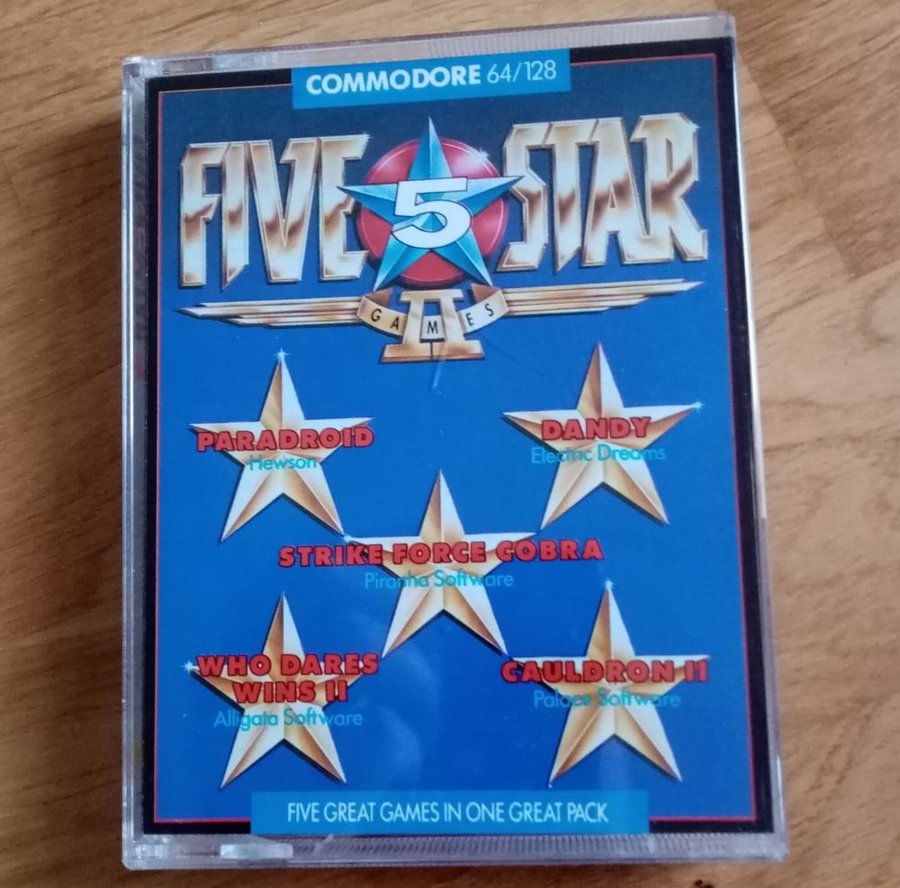 COMMODORE 64/128
FIVE 5 STAR
GAMES
II
PARADROID
Hewson
DANDY
Electric Dreams
STRIKE FORCE COBRA
Piranha Software
WHO DARES
WINS II
Alligata Software
CAULDRON II
Palace Software
FIVE GREAT GAMES IN ONE GREAT PACK